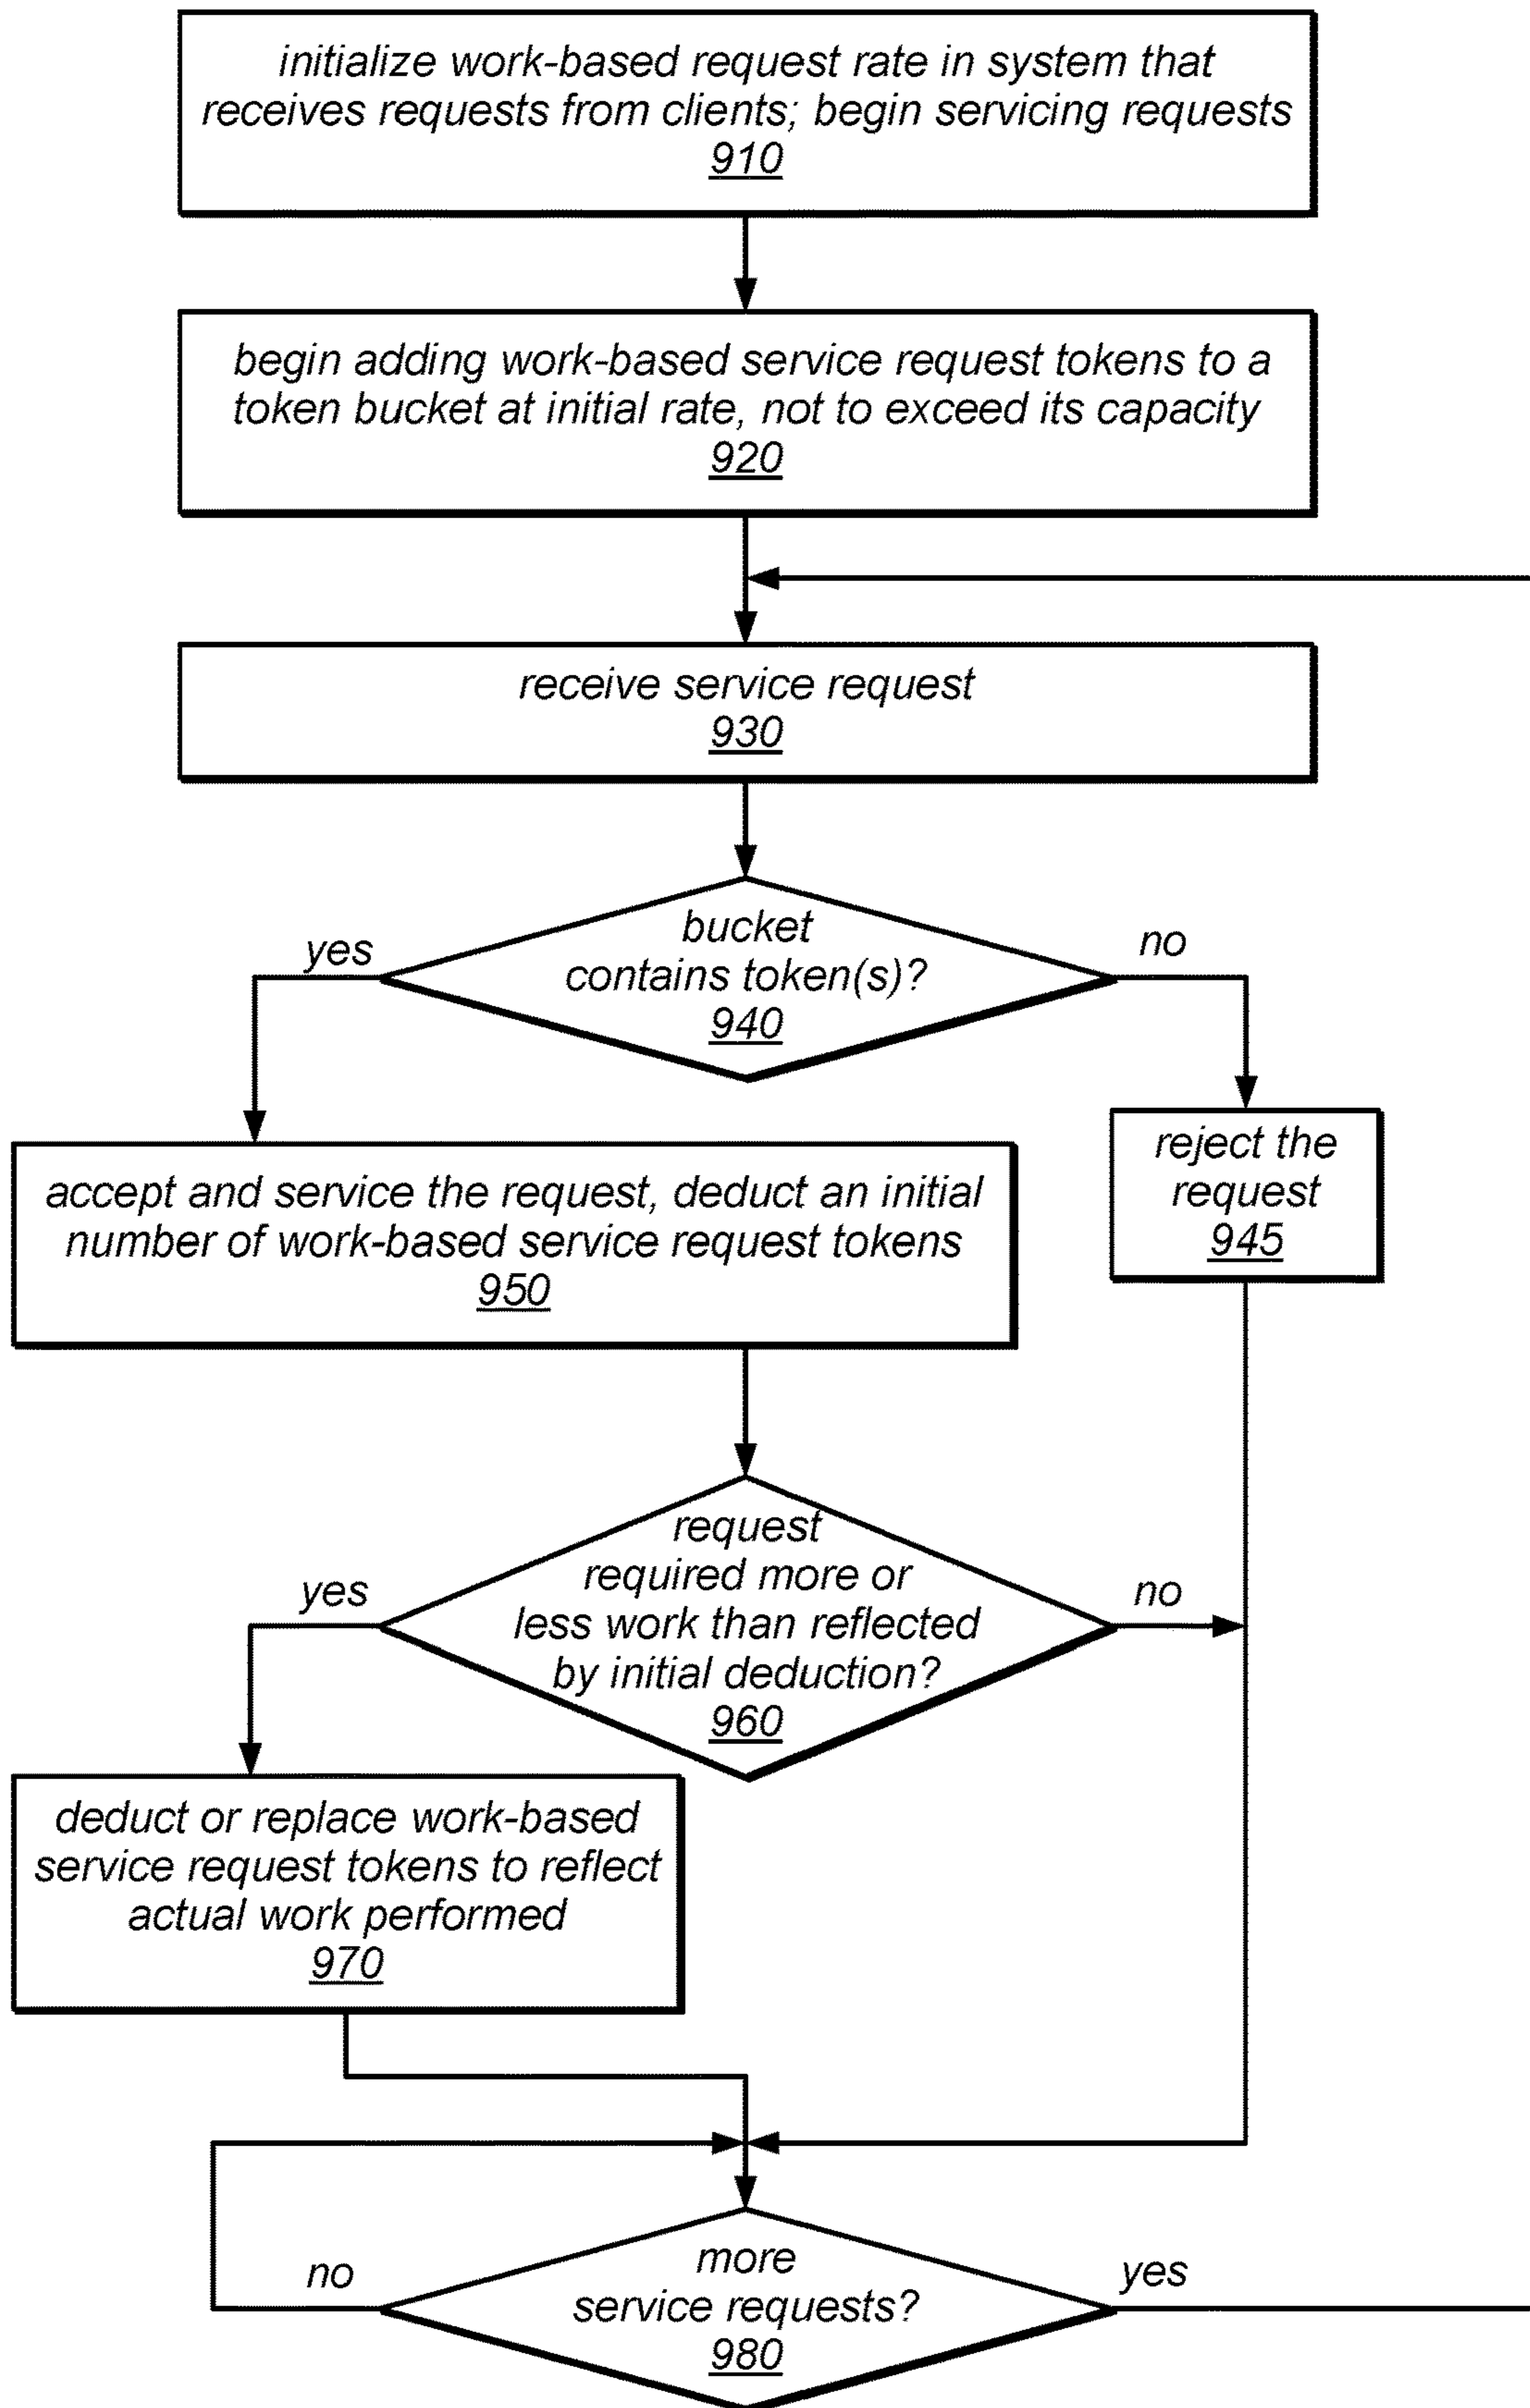 initialize work-based request rate in system that
receives requests from clients; begin servicing requests
910
begin adding work-based service request tokens to a
token bucket at initial rate, not to exceed its capacity
920
receive service request
930
bucket
contains token(s)?
940
yes
no
accept and service the request, deduct an initial
number of work-based service request tokens
950
reject the
request
945
request
required more or
less work than reflected
by initial deduction?
960
yes
no
deduct or replace work-based
service request tokens to reflect
actual work performed
970
more
service requests?
980
no
yes